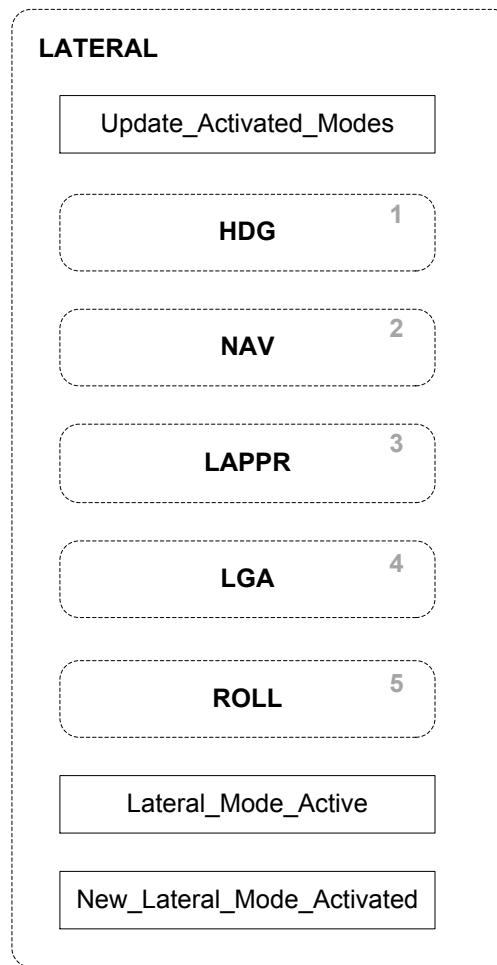 LATERAL
Update_Activated_Modes
1
HDG
2
NAV
3
LAPPR
4
LGA
5
ROLL
Lateral_Mode_Active
New_Lateral_Mode_Activated